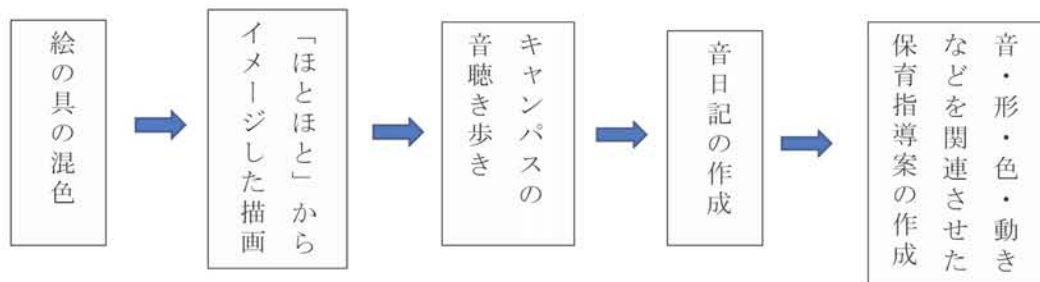 絵の具の混色
「ほとほと」から
イメージした描画
キャンパスの
音聴き歩き
音日記の作成
音・形・色・動き
などを関連させた
保育指導案の作成